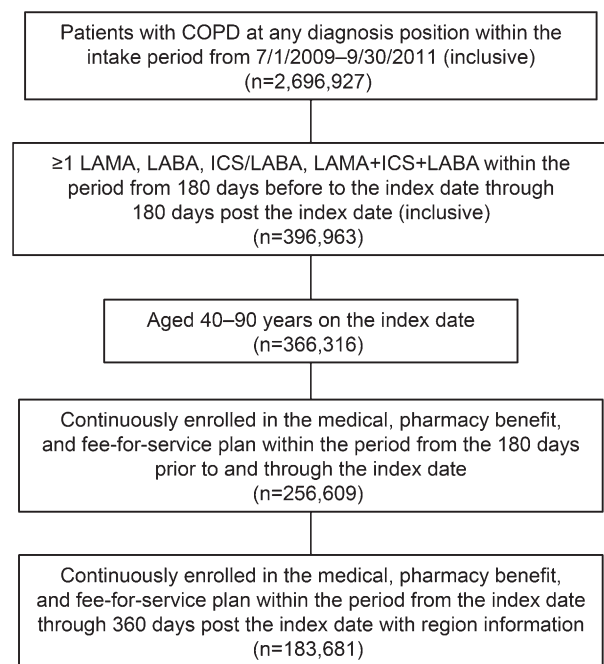 Patients with COPD at any diagnosis position within the
intake period from 7/1/2009–9/30/2011 (inclusive)
(n=2,696,927)
≥1 LAMA, LABA, ICS/LABA, LAMA+ICS+LABA within the
period from 180 days before to the index date through
180 days post the index date (inclusive)
(n=396,963)
Aged 40–90 years on the index date
(n=366,316)
Continuously enrolled in the medical, pharmacy benefit,
and fee-for-service plan within the period from the 180 days
prior to and through the index date
(n=256,609)
Continuously enrolled in the medical, pharmacy benefit,
and fee-for-service plan within the period from the index date
through 360 days post the index date with region information
(n=183,681)